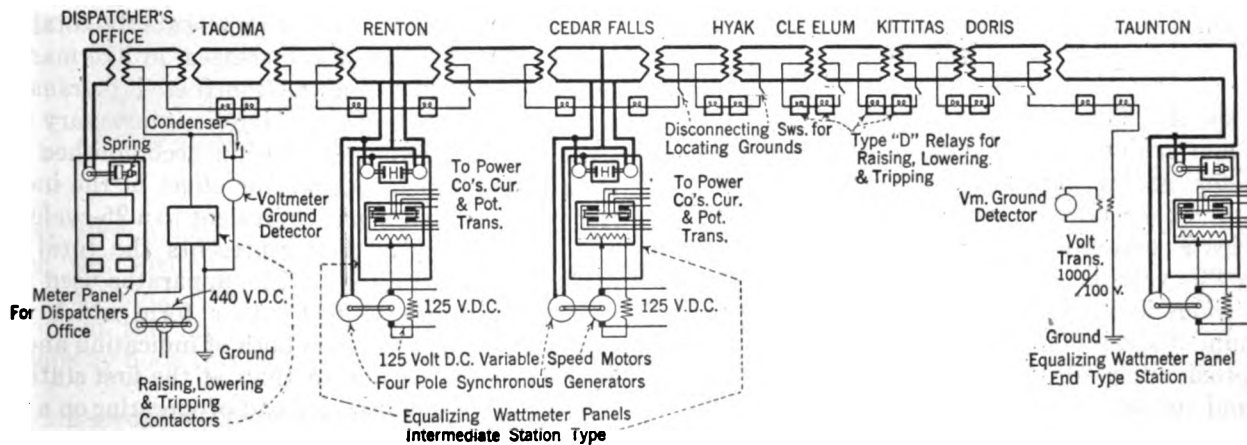 DISPATCHER'S
OFFICE
TACOMA
RENTON
CEDAR FALLS
HYAK
CLE ELUM
KITTITAS
DORIS
TAUNTON
Condenser
Spring
Voltmeter
Ground
Detector
To Power
Co's. Cur.
& Pot.
Trans.
To Power
Co's. Cur.
& Pot.
Trans.
Disconnecting Sws. for
Locating Grounds
Type "D" Relays for
Raising, Lowering
& Tripping
Vm. Ground
Detector
Volt
Trans.
1000/
100 V.
Meter Panel
For Dispatchers
Office
440 V.D.C.
125 V.D.C.
125 V.D.C.
Ground
Ground
125 Volt D.C. Variable Speed Motors
Four Pole Synchronous Generators
Raising, Lowering
& Tripping
Contactors
Equalizing Wattmeter Panels
Intermediate Station Type
Equalizing Wattmeter Panel
End Type Station